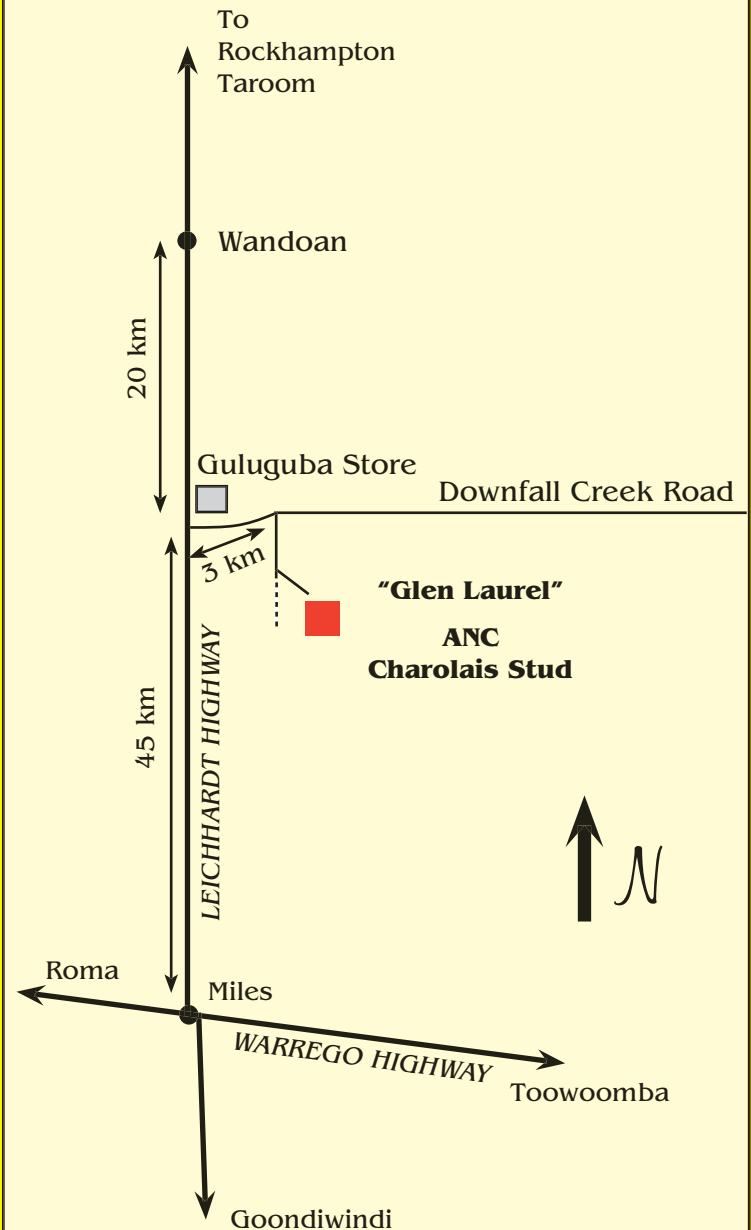 To
Rockhampton
Taroom
Wandoan
20 km
Guluguba Store
Downfall Creek Road
3 km
"Glen Laurel"
ANC
Charolais Stud
45 km
LEICHHARDT HIGHWAY
N
Roma
Miles
WARREGO HIGHWAY
Toowoomba
Goondiwindi